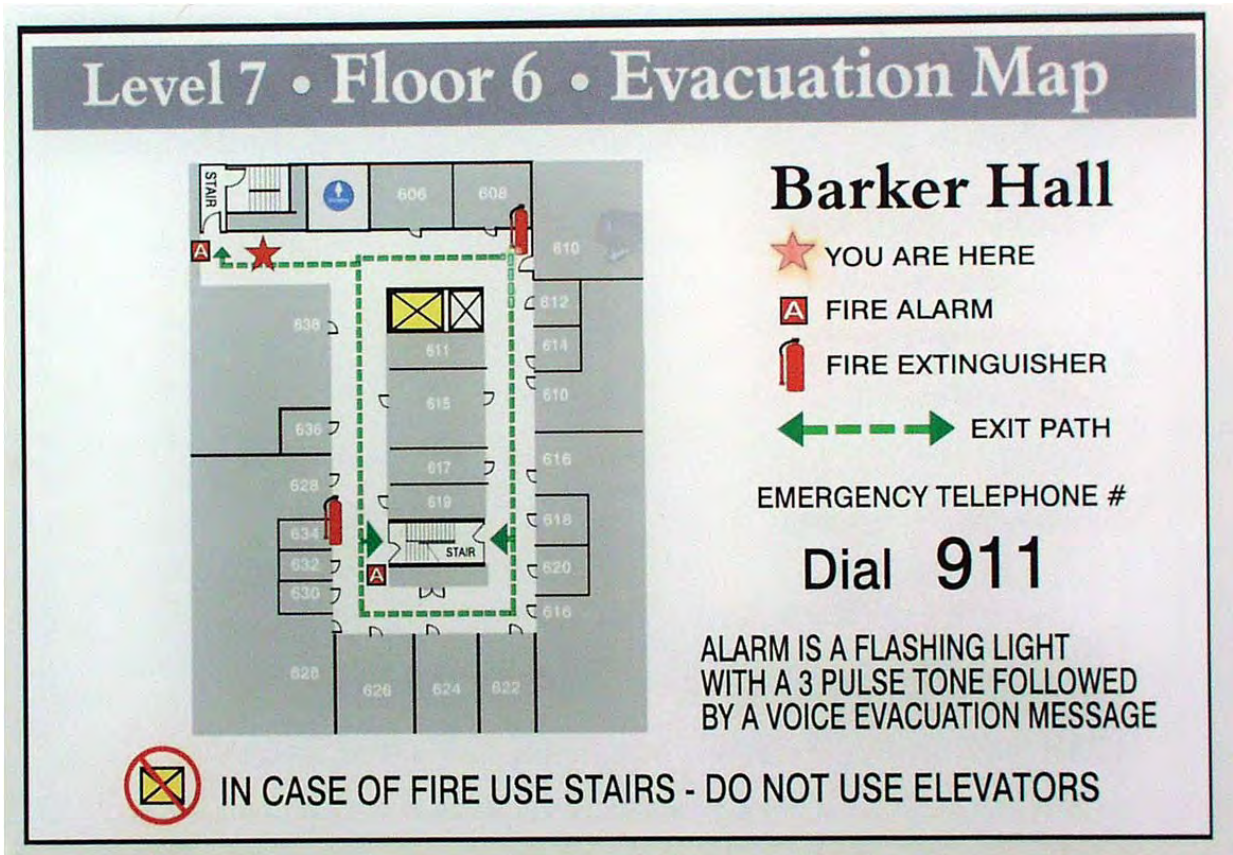 Level 7 • Floor 6 • Evacuation Map
Barker Hall
YOU ARE HERE
A FIRE ALARM
FIRE EXTINGUISHER
EXIT PATH
EMERGENCY TELEPHONE #
Dial 911
ALARM IS A FLASHING LIGHT
WITH A 3 PULSE TONE FOLLOWED
BY A VOICE EVACUATION MESSAGE
STAIR
606
608
A
610
612
638
614
611
610
615
636
616
617
628
619
618
634
STAIR
632
620
A
630
616
628
626
624
622
IN CASE OF FIRE USE STAIRS - DO NOT USE ELEVATORS